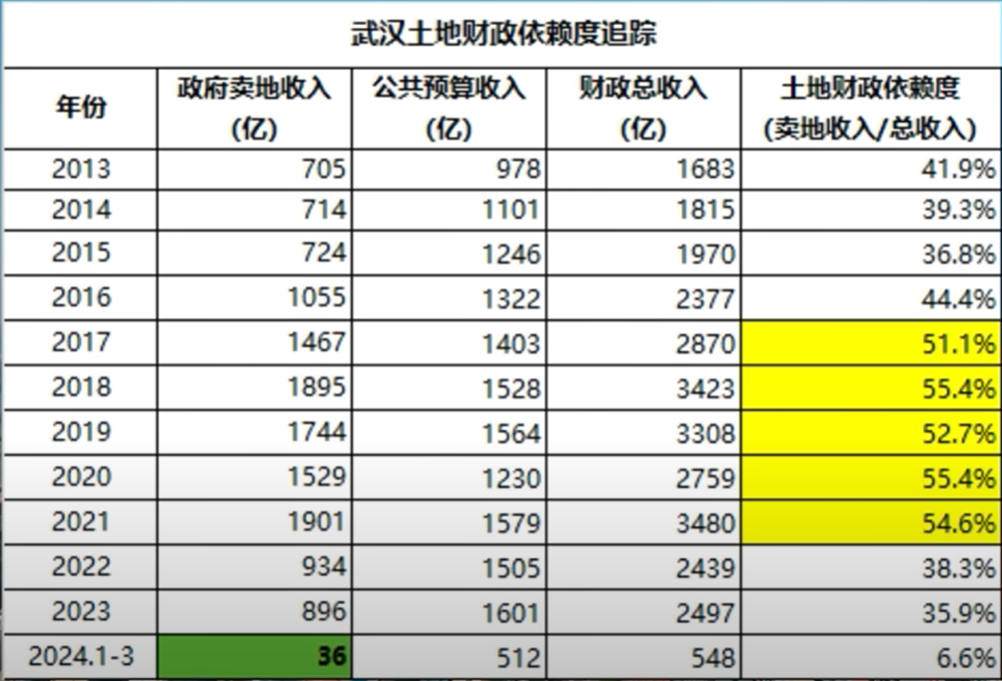 武汉土地财政依赖度追踪
年份 政府卖地收入(亿) 公共预算收入(亿) 财政总收入(亿) 土地财政依赖度(卖地收入/总收入)
2013 705 978 1683 41.9%
2014 714 1101 1815 39.3%
2015 724 1246 1970 36.8%
2016 1055 1322 2377 44.4%
2017 1467 1403 2870 51.1%
2018 1895 1528 3423 55.4%
2019 1744 1564 3308 52.7%
2020 1529 1230 2759 55.4%
2021 1901 1579 3480 54.6%
2022 934 1505 2439 38.3%
2023 896 1601 2497 35.9%
2024.1-3 36 512 548 6.6%